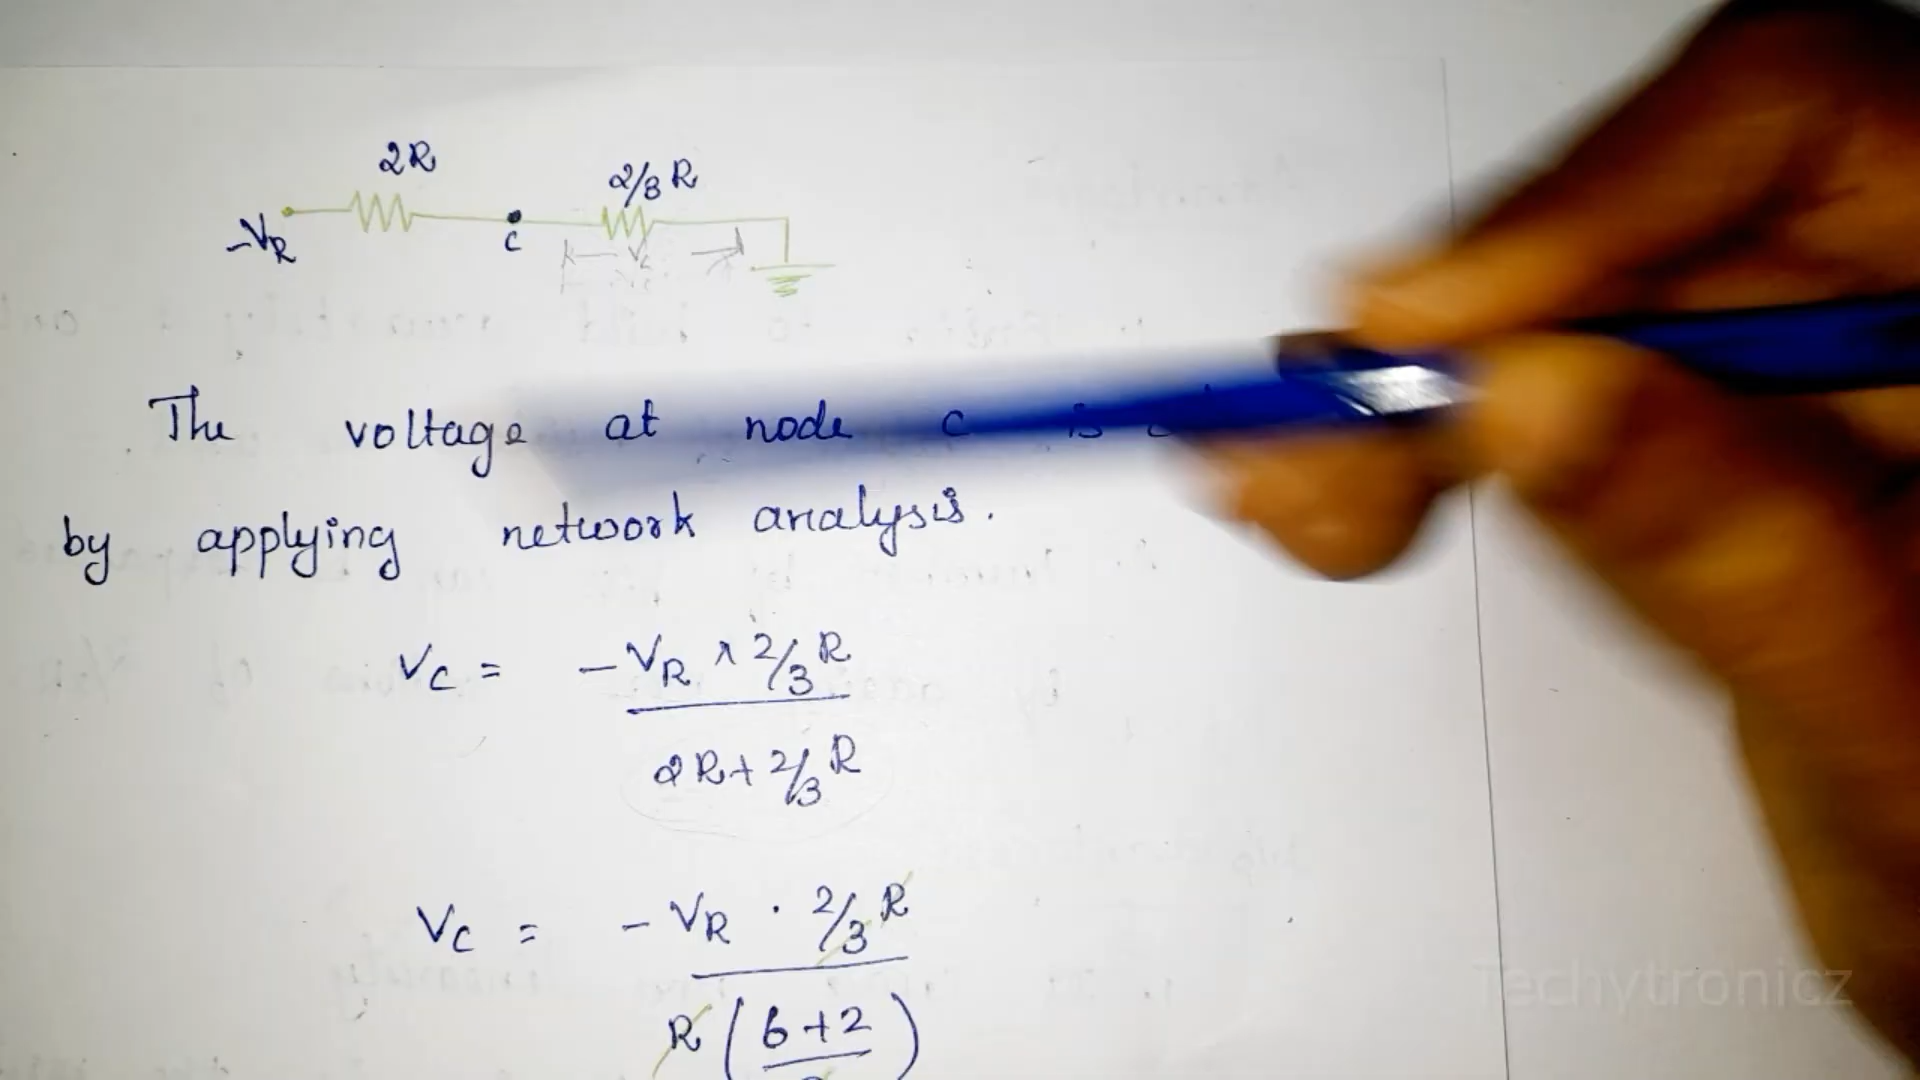 2R
2/3 R
-VR
C
Vc
The voltage at node C is
by applying network analysis.
VC = -VR x 2/3 R
2R + 2/3 R
VC = - VR . 2/3 R
R ( 6+2 )
Techytronicz